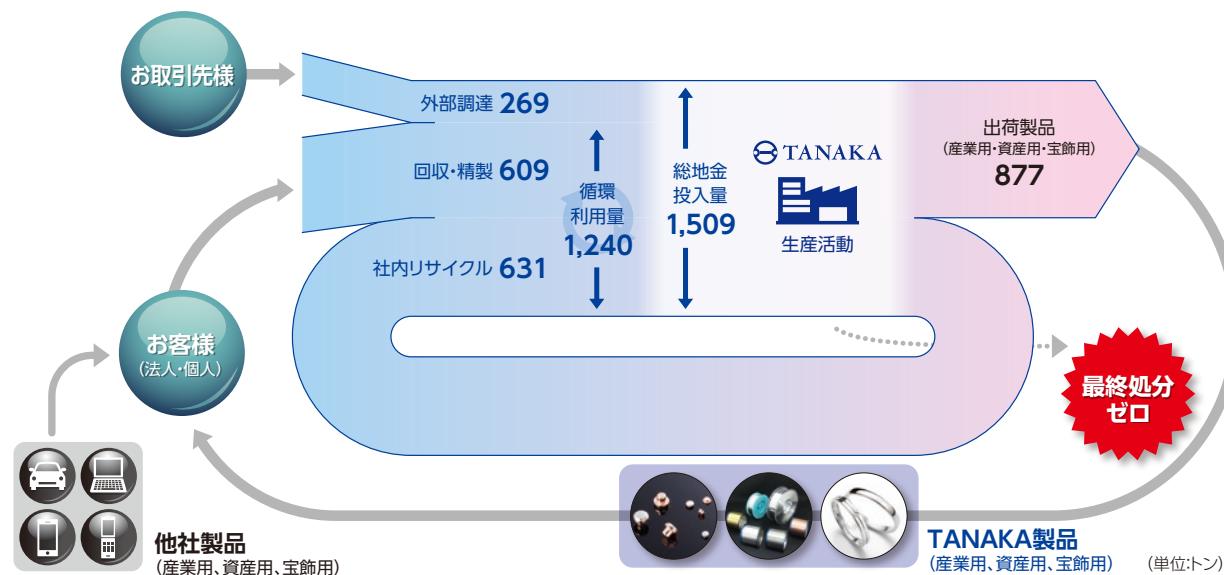 お取引先様
外部調達 269
回収・精製 609
循環
利用量
1,240
総地金
投入量
1,509
社内リサイクル 631
TANAKA
生産活動
出荷製品
(産業用・資産用・宝飾用)
877
お客様
(法人・個人)
最終処分
ゼロ
他社製品
(産業用、資産用、宝飾用)
TANAKA製品
(産業用、資産用、宝飾用)
(単位:トン)